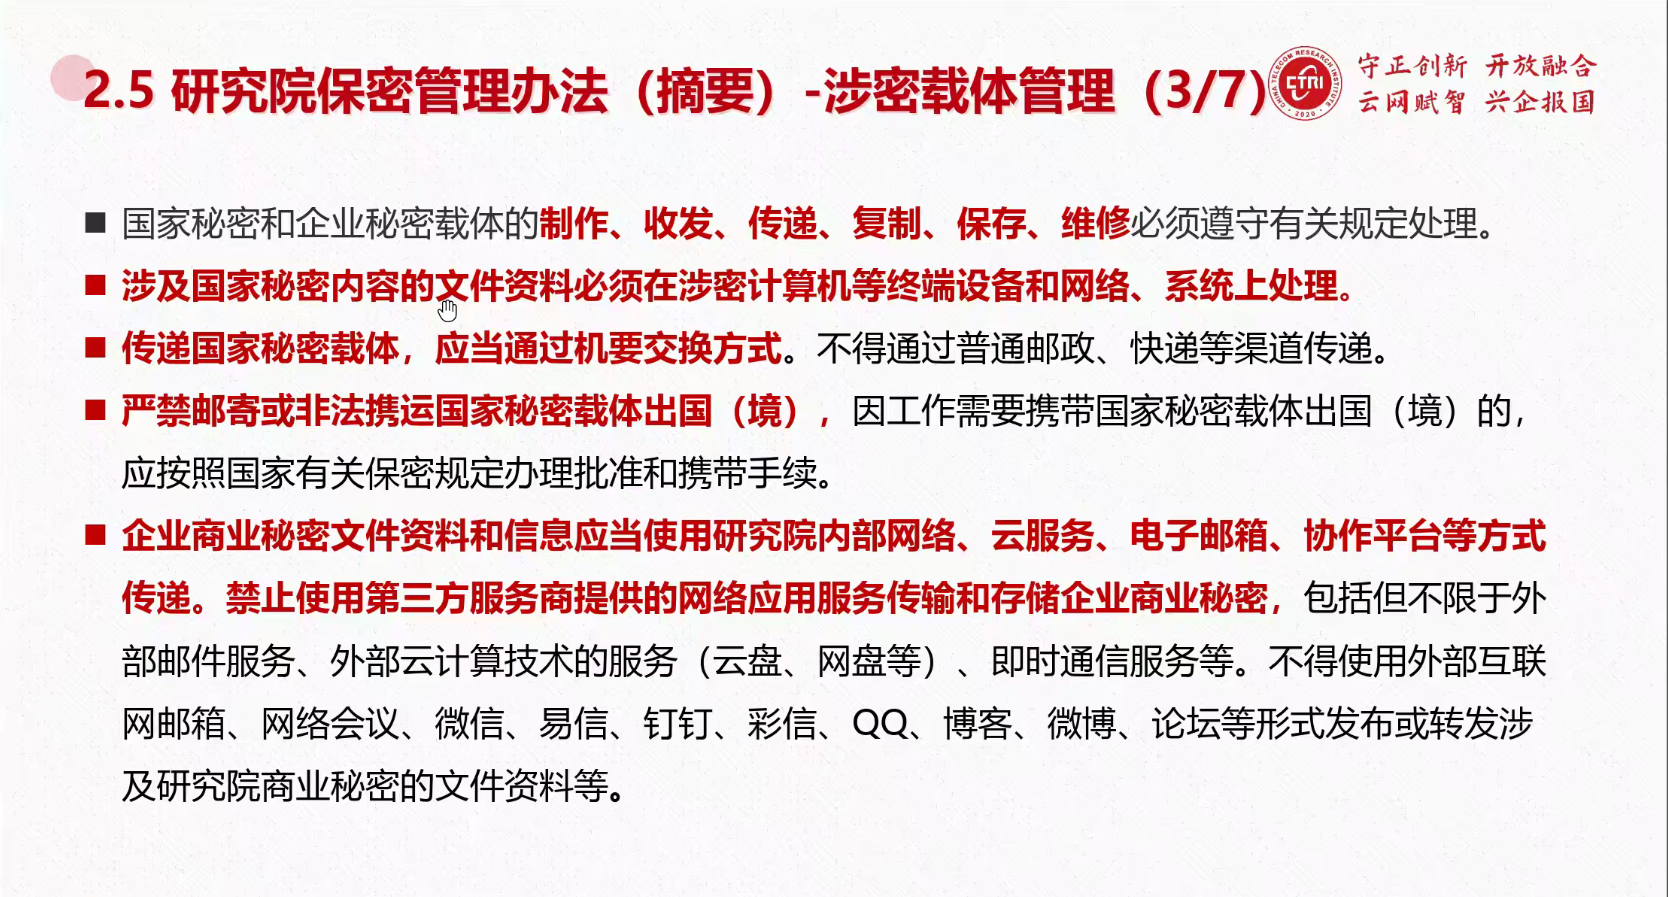 2.5 研究院保密管理办法（摘要）-涉密载体管理（3/7）
CHINA TELECOM RESEARCH INSTITUTE
CTRI
2020
守正创新 开放融合
云网赋智 兴企报国
■ 国家秘密和企业秘密载体的制作、收发、传递、复制、保存、维修必须遵守有关规定处理。
■ 涉及国家秘密内容的文件资料必须在涉密计算机等终端设备和网络、系统上处理。
■ 传递国家秘密载体，应当通过机要交换方式。不得通过普通邮政、快递等渠道传递。
■ 严禁邮寄或非法携运国家秘密载体出国（境），因工作需要携带国家秘密载体出国（境）的，
应按照国家有关保密规定办理批准和携带手续。
■ 企业商业秘密文件资料和信息应当使用研究院内部网络、云服务、电子邮箱、协作平台等方式
传递。禁止使用第三方服务商提供的网络应用服务传输和存储企业商业秘密，包括但不限于外
部邮件服务、外部云计算技术的服务（云盘、网盘等）、即时通信服务等。不得使用外部互联
网邮箱、网络会议、微信、易信、钉钉、彩信、QQ、博客、微博、论坛等形式发布或转发涉
及研究院商业秘密的文件资料等。